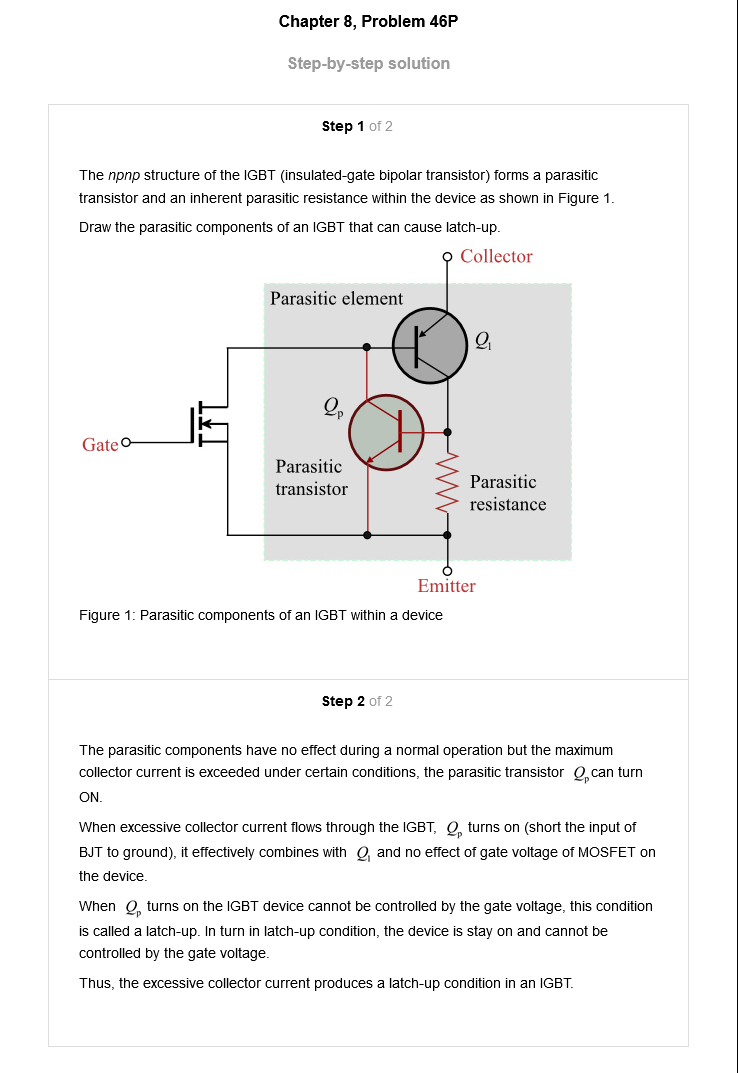 Chapter 8, Problem 46P
Step-by-step solution
Step 1 of 2
The npnp structure of the IGBT (insulated-gate bipolar transistor) forms a parasitic
transistor and an inherent parasitic resistance within the device as shown in Figure 1.
Draw the parasitic components of an IGBT that can cause latch-up.
Collector
Parasitic element
Q1
Qp
Gate
Parasitic
transistor
Parasitic
resistance
Emitter
Figure 1: Parasitic components of an IGBT within a device
Step 2 of 2
The parasitic components have no effect during a normal operation but the maximum
collector current is exceeded under certain conditions, the parasitic transistor Qp can turn
ON.
When excessive collector current flows through the IGBT, Qp turns on (short the input of
BJT to ground), it effectively combines with Q1 and no effect of gate voltage of MOSFET on
the device.
When Qp turns on the IGBT device cannot be controlled by the gate voltage, this condition
is called a latch-up. In turn in latch-up condition, the device is stay on and cannot be
controlled by the gate voltage.
Thus, the excessive collector current produces a latch-up condition in an IGBT.